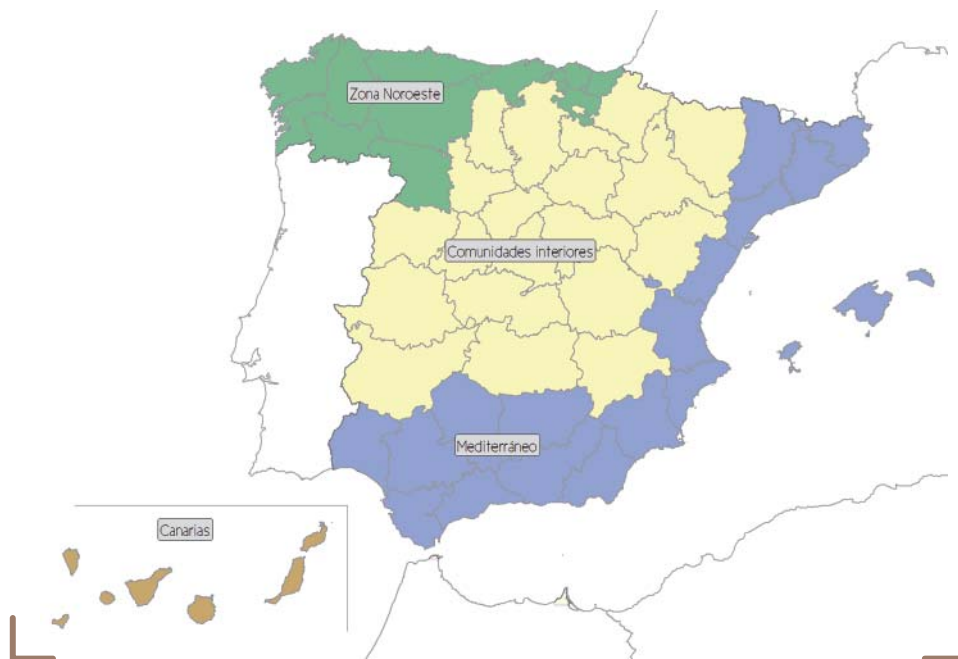 Zona Noroeste
Comunidades interiores
Mediterráneo
Canarias